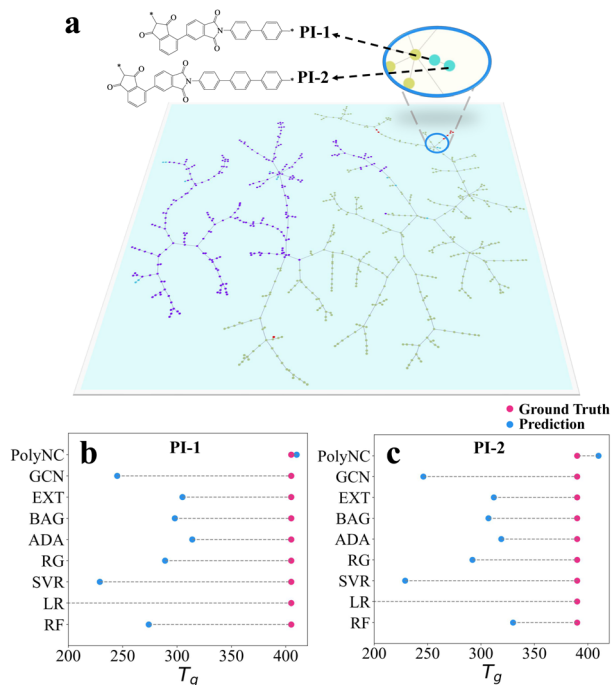 a
*
O
O
O
O
N
*
PI-1
*
O
O
O
O
N
*
PI-2
Ground Truth
Prediction
b
PI-1
PolyNC
GCN
EXT
BAG
ADA
RG
SVR
LR
RF
200 250 300 350 400
Tg
c
PI-2
PolyNC
GCN
EXT
BAG
ADA
RG
SVR
LR
RF
200 250 300 350 400
Tg